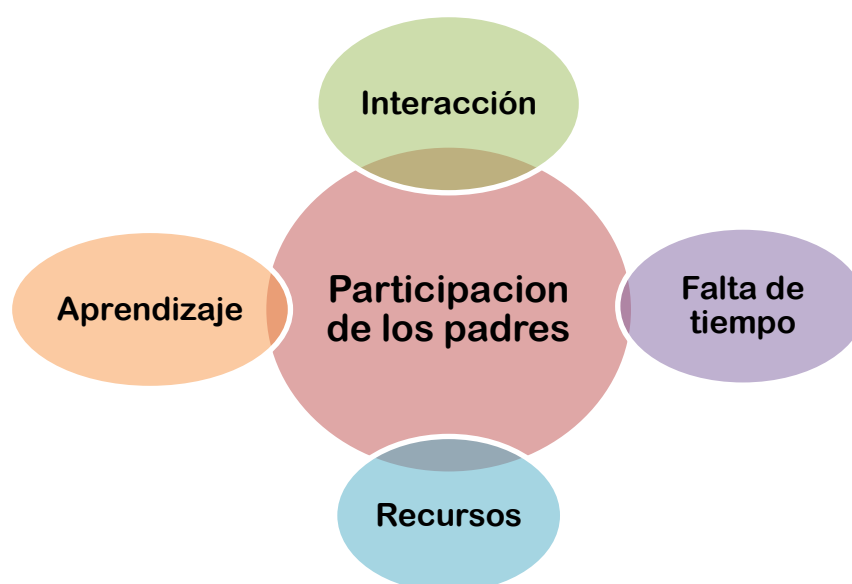 Interacción
Aprendizaje
Participacion
de los padres
Falta de
tiempo
Recursos